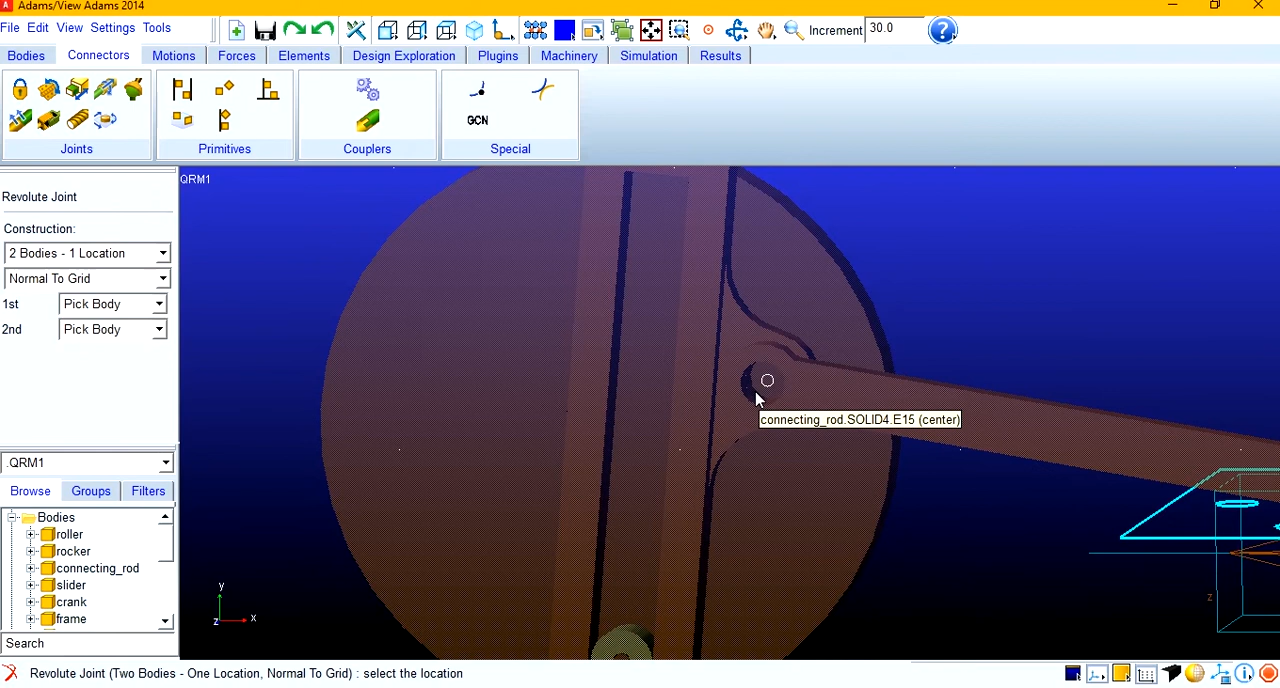 Adams/View Adams 2014
File Edit View Settings Tools
Increment 30.0
Bodies Connectors Motions Forces Elements Design Exploration Plugins Machinery Simulation Results
GCN
Joints Primitives Couplers Special
QRM1
Revolute Joint
Construction:
2 Bodies - 1 Location
Normal To Grid
1st Pick Body
2nd Pick Body
connecting_rod.SOLID4.E15 (center)
.QRM1
Browse Groups Filters
Bodies
roller
rocker
connecting_rod
slider
crank
frame
y
x
z
z
Search
Revolute Joint (Two Bodies - One Location, Normal To Grid) : select the location